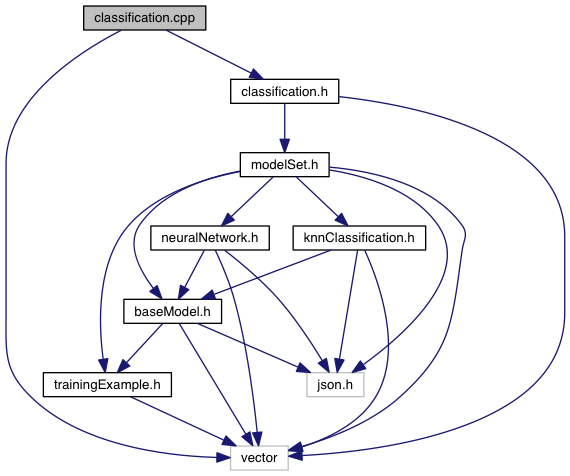 classification.cpp
classification.h
modelSet.h
neuralNetwork.h
knnClassification.h
baseModel.h
trainingExample.h
json.h
vector